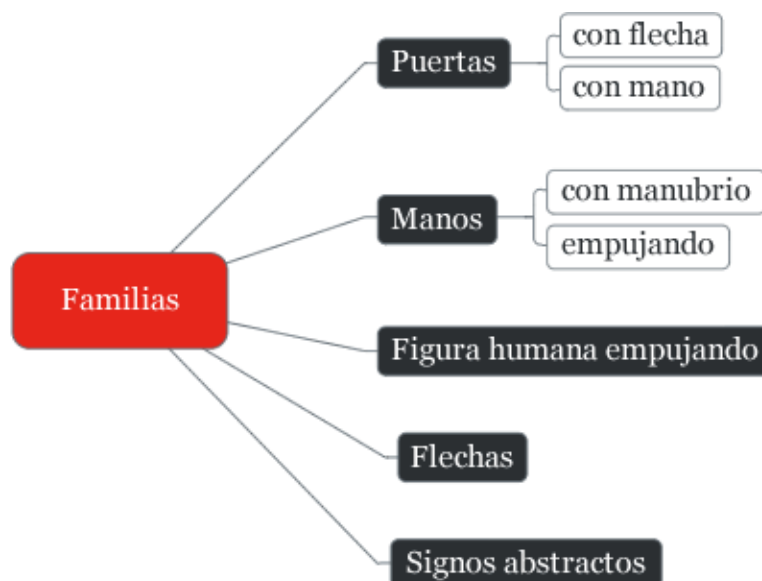 Familias
Puertas
con flecha
con mano
Manos
con manubrio
empujando
Figura humana empujando
Flechas
Signos abstractos